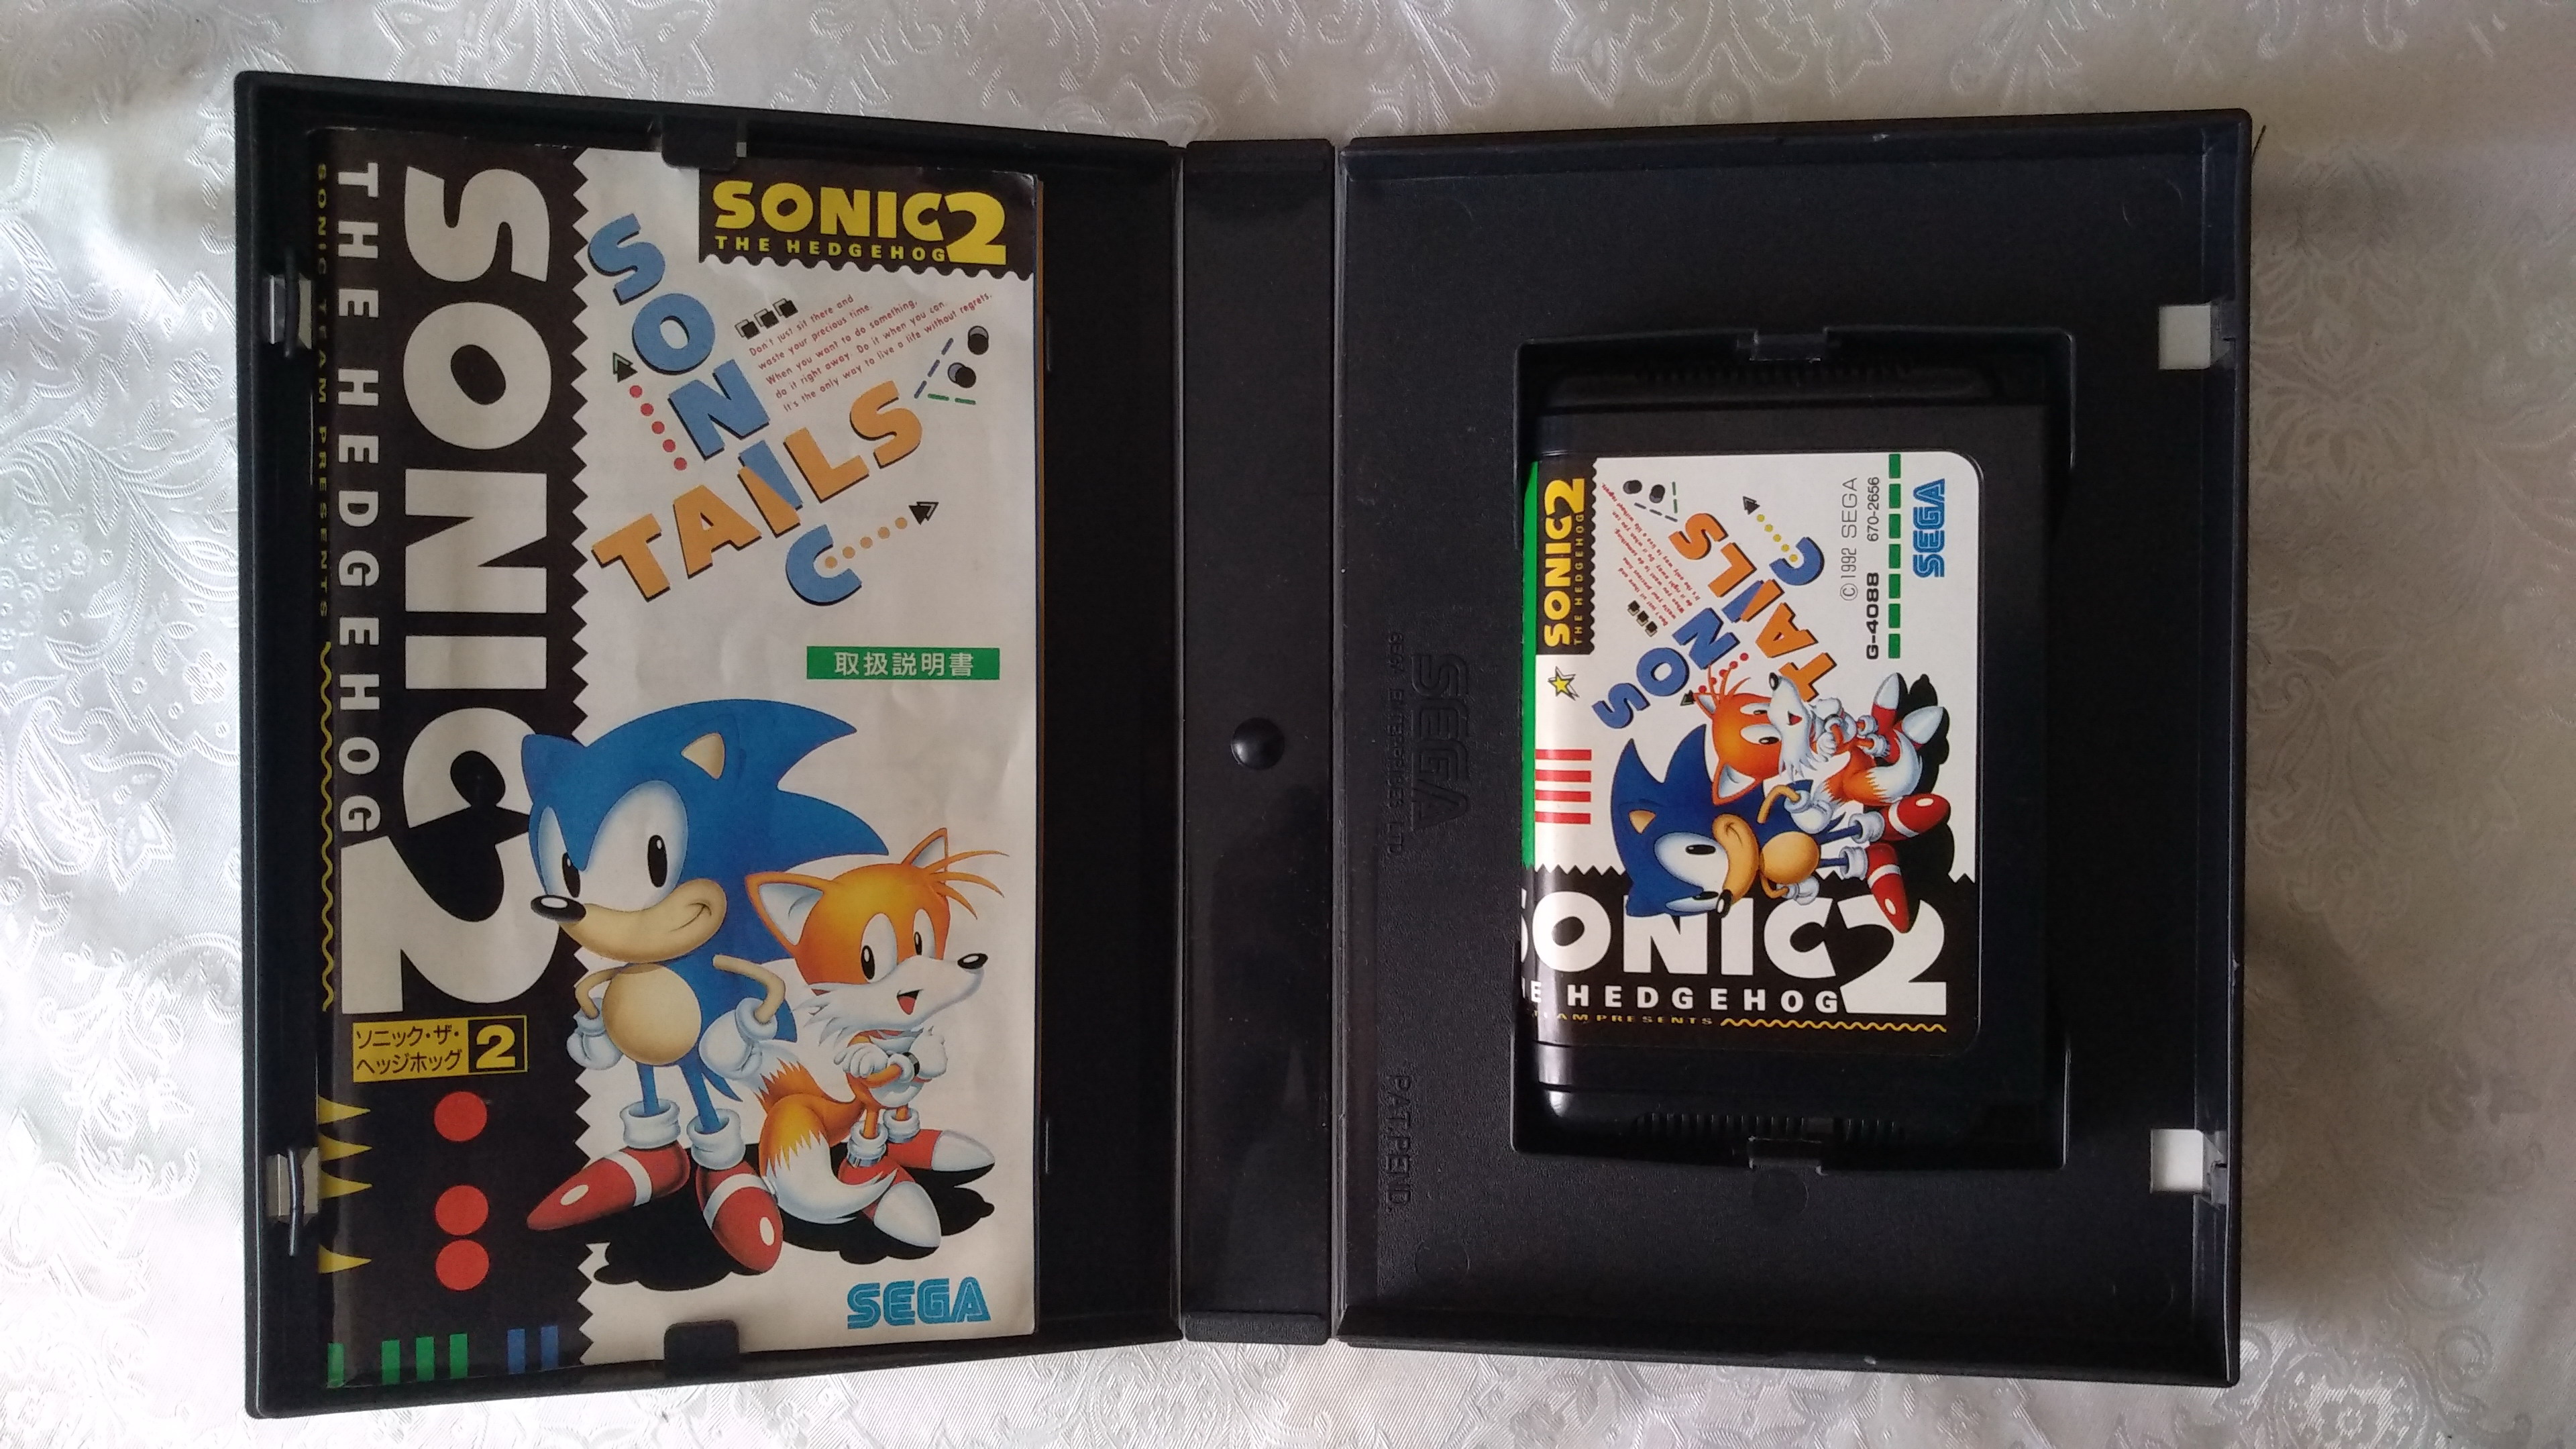 SONIC 2
THE HEDGEHOG
SONIC TEAM PRESENTS
ソニック・ザ・
ヘッジホッグ 2
SONIC 2
THE HEDGEHOG
SONIC
TAILS
Don't just sit there and
waste your precious time.
When you want to do something,
do it right away. Do it when you can.
It's the only way to live a life without regrets.
取扱説明書
SEGA
SEGA
SEGA ENTERPRISES LTD.
PAT. PEND
SONIC 2
THE HEDGEHOG
SONIC
TAILS
©1992 SEGA
G-4088 670-2656
SEGA
SONIC 2
E HEDGEHOG
TEAM PRESENTS